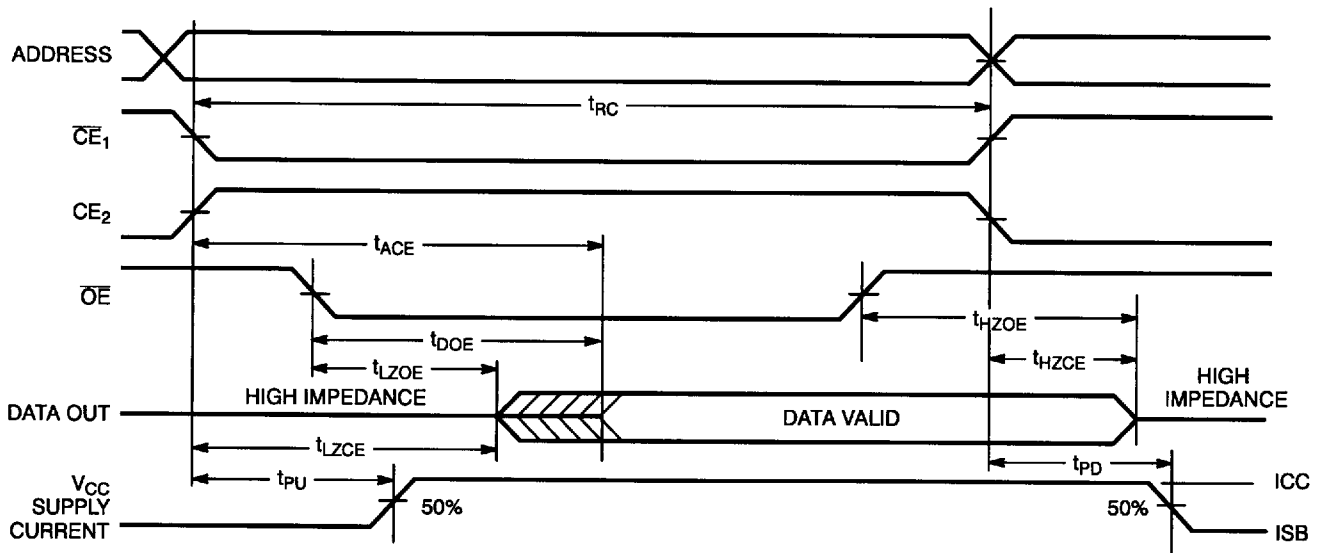 ADDRESS
tRC
CE1
CE2
tACE
OE
tHZOE
tDOE
tLZOE
tHZCE
HIGH IMPEDANCE
HIGH
IMPEDANCE
DATA OUT
DATA VALID
tLZCE
tPU
tPD
VCC
SUPPLY
CURRENT
50%
50%
ICC
ISB